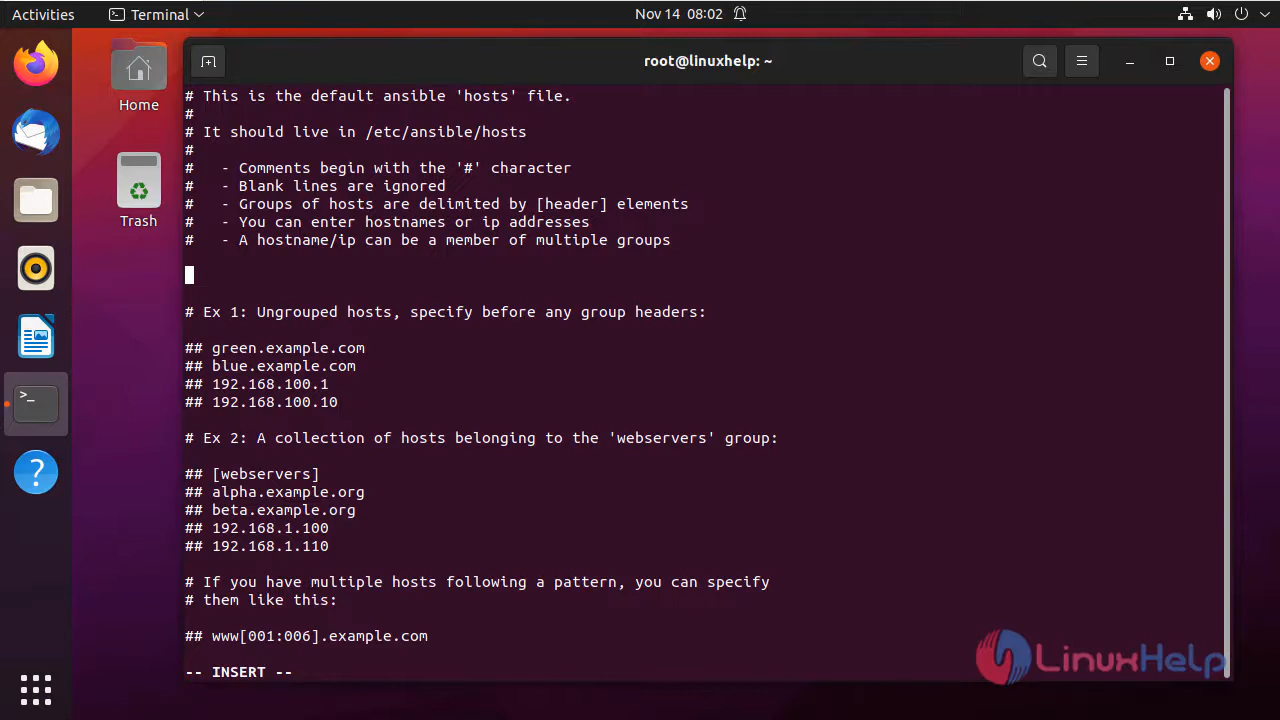 Activities
Terminal
Nov 14 08:02
root@linuxhelp: ~
Home
Trash
# This is the default ansible 'hosts' file.
#
# It should live in /etc/ansible/hosts
#
#   - Comments begin with the '#' character
#   - Blank lines are ignored
#   - Groups of hosts are delimited by [header] elements
#   - You can enter hostnames or ip addresses
#   - A hostname/ip can be a member of multiple groups
# Ex 1: Ungrouped hosts, specify before any group headers:
## green.example.com
## blue.example.com
## 192.168.100.1
## 192.168.100.10
# Ex 2: A collection of hosts belonging to the 'webservers' group:
## [webservers]
## alpha.example.org
## beta.example.org
## 192.168.1.100
## 192.168.1.110
# If you have multiple hosts following a pattern, you can specify
# them like this:
## www[001:006].example.com
-- INSERT --
LinuxHelp